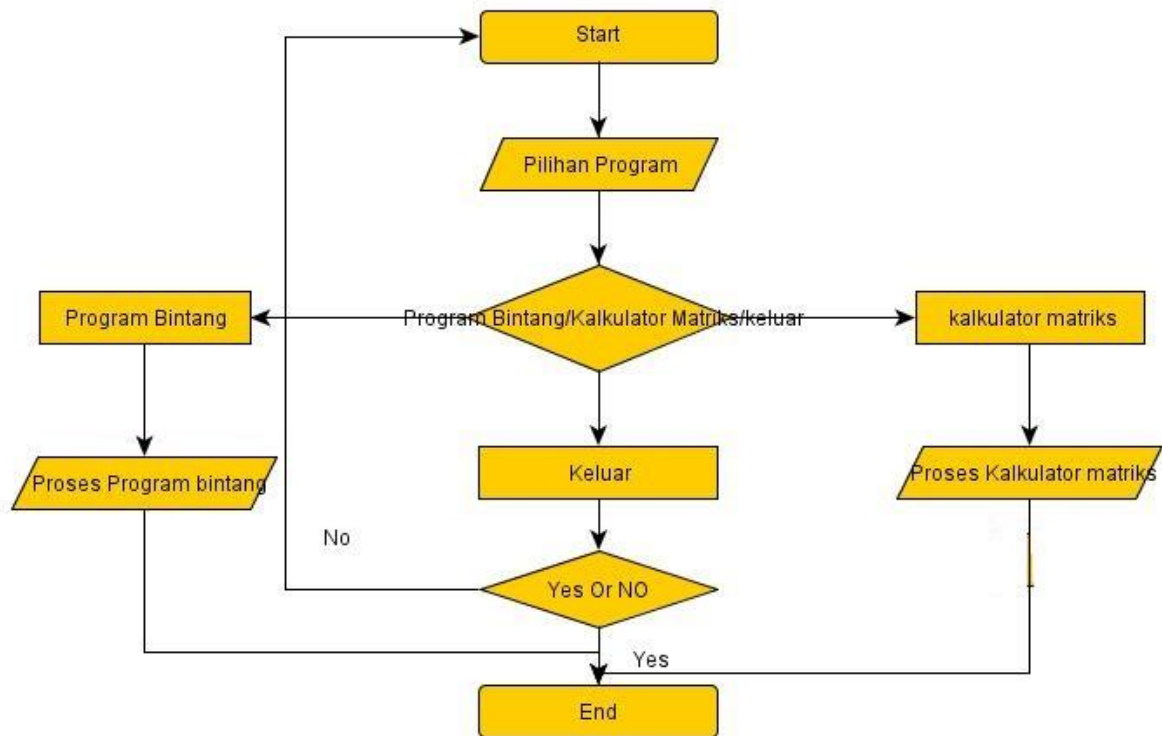 Start
Pilihan Program
Program Bintang
Program Bintang/Kalkulator Matriks/keluar
kalkulator matriks
Proses Program bintang
Keluar
Proses Kalkulator matriks
No
Yes Or NO
Yes
End